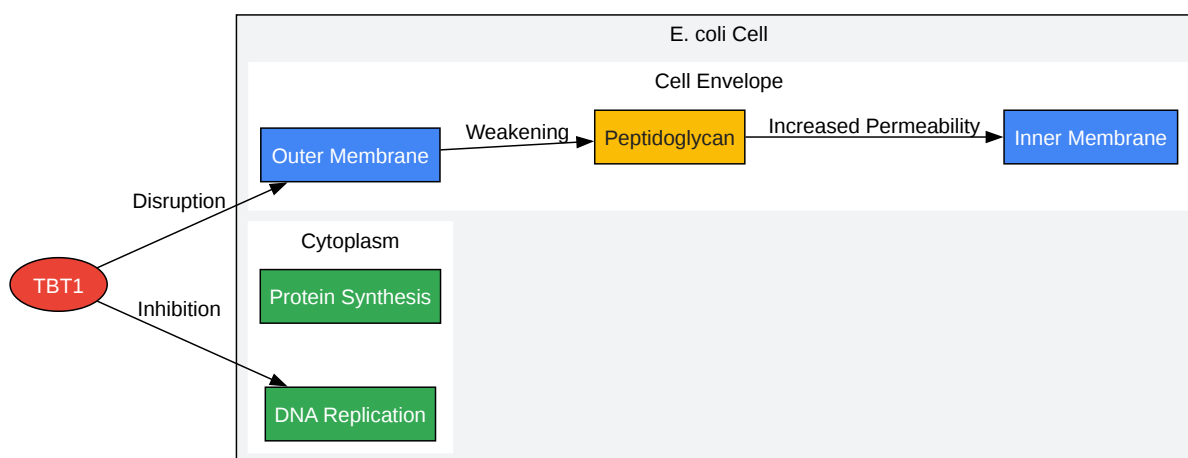 E. coli Cell
Cell Envelope
Outer Membrane
Weakening
Peptidoglycan
Increased Permeability
Inner Membrane
Disruption
Cytoplasm
TBT1
Protein Synthesis
Inhibition
DNA Replication